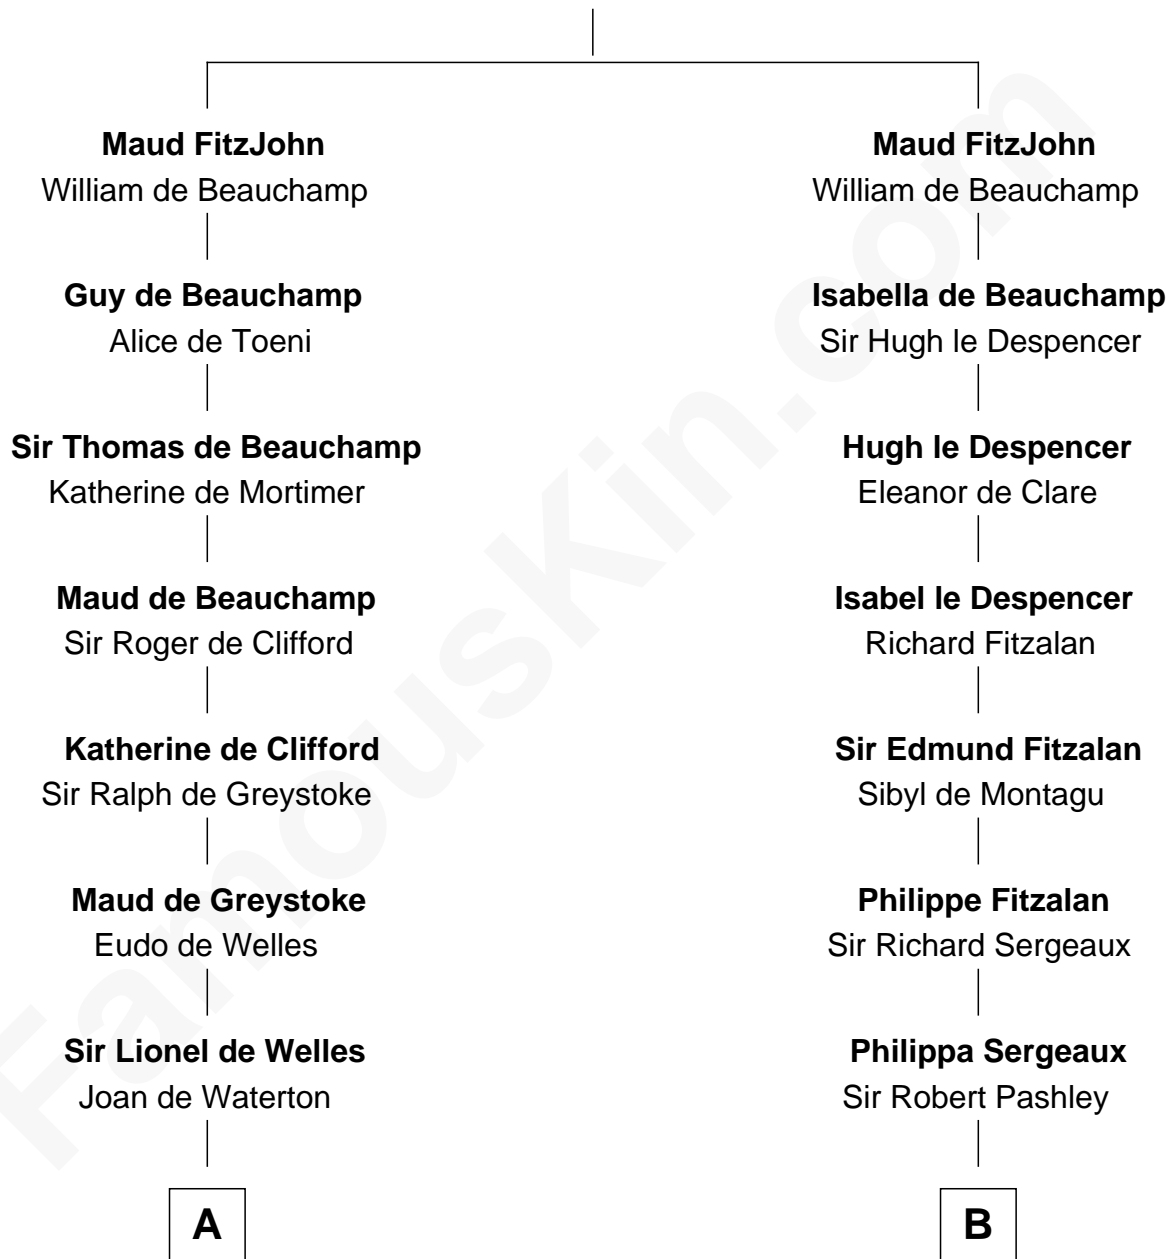 Maud FitzJohn
William de Beauchamp
Guy de Beauchamp
Alice de Toeni
Sir Thomas de Beauchamp
Katherine de Mortimer
Maud de Beauchamp
Sir Roger de Clifford
Katherine de Clifford
Sir Ralph de Greystoke
Maud de Greystoke
Eudo de Welles
Sir Lionel de Welles
Joan de Waterton
A
Maud FitzJohn
William de Beauchamp
Isabella de Beauchamp
Sir Hugh le Despencer
Hugh le Despencer
Eleanor de Clare
Isabel le Despencer
Richard Fitzalan
Sir Edmund Fitzalan
Sibyl de Montagu
Philippe Fitzalan
Sir Richard Sergeaux
Philippa Sergeaux
Sir Robert Pashley
B
FamousKin.com